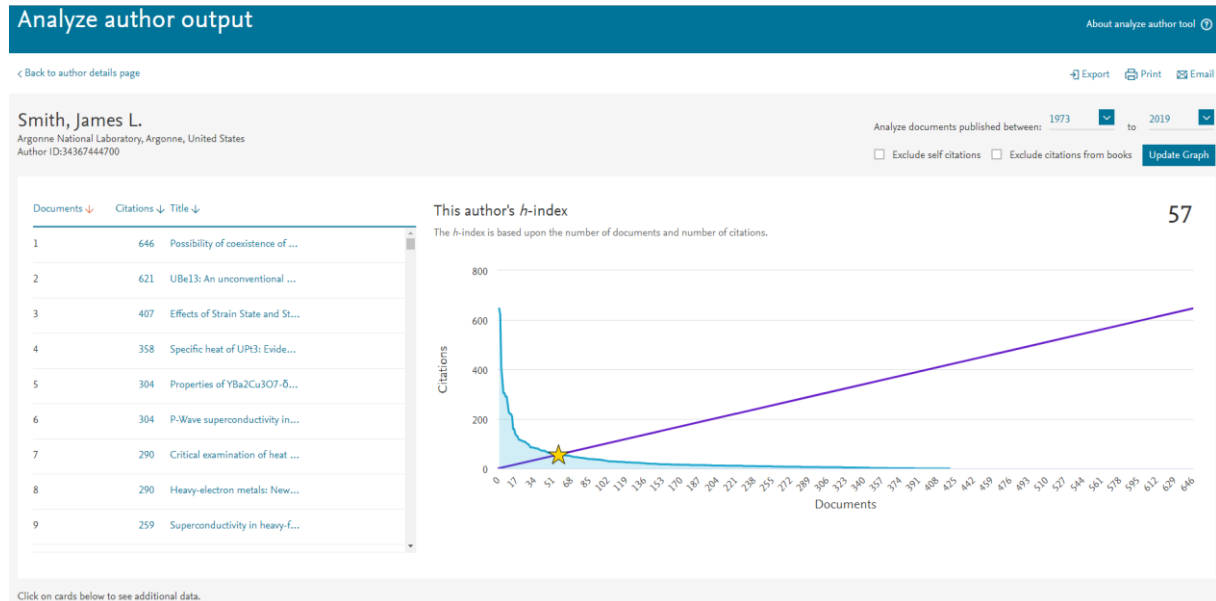 Analyze author output
About analyze author tool ?
< Back to author details page
Export Print Email
Smith, James L.
Argonne National Laboratory, Argonne, United States
Author ID:34367444700
Analyze documents published between: 1973 to 2019
Exclude self citations Exclude citations from books Update Graph
Documents ↓ Citations ↓ Title ↓
1 646 Possibility of coexistence of ...
2 621 UBe13: An unconventional ...
3 407 Effects of Strain State and St...
4 358 Specific heat of UPt3: Evide...
5 304 Properties of YBa2Cu3O7-δ...
6 304 P-Wave superconductivity in...
7 290 Critical examination of heat ...
8 290 Heavy-electron metals: New...
9 259 Superconductivity in heavy-f...
This author's h-index
57
The h-index is based upon the number of documents and number of citations.
Citations
800
600
400
200
0
0 17 34 51 68 85 102 119 136 153 170 187 204 221 238 255 272 289 306 323 340 357 374 391 408 425 442 459 476 493 510 527 544 561 578 595 612 629 646
Documents
Click on cards below to see additional data.